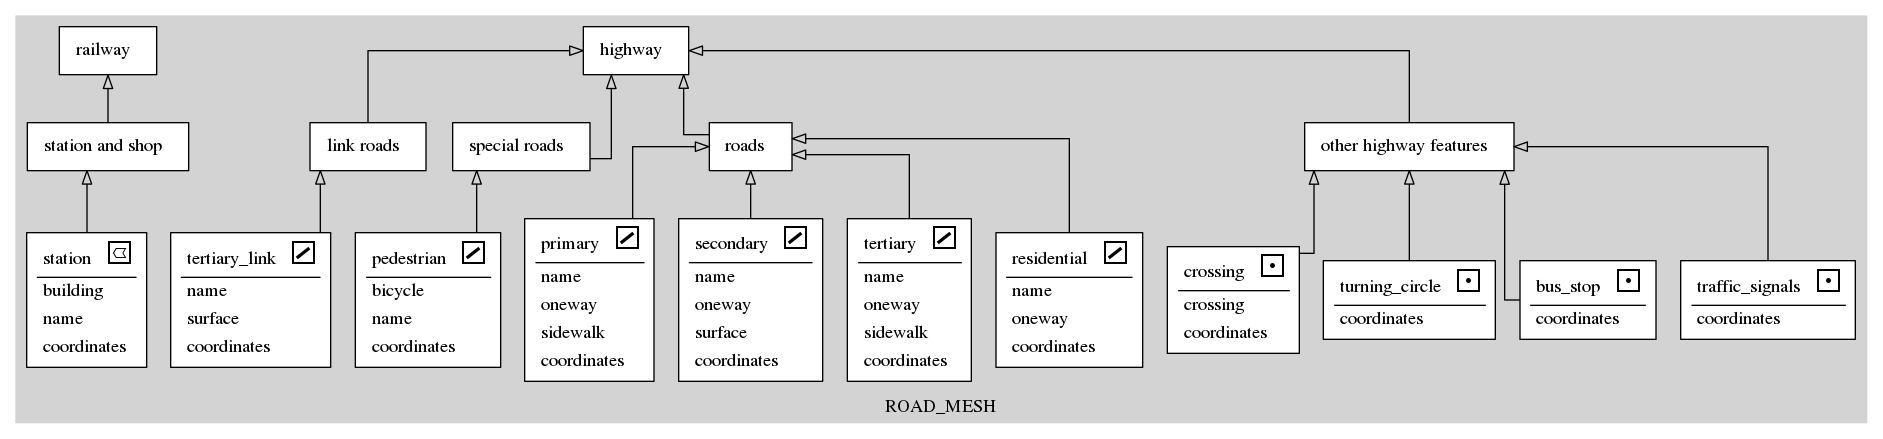 railway
highway
station and shop
link roads
special roads
roads
other highway features
station
building
name
coordinates
tertiary_link
name
surface
coordinates
pedestrian
bicycle
name
coordinates
primary
name
oneway
sidewalk
coordinates
secondary
name
oneway
surface
coordinates
tertiary
name
oneway
sidewalk
coordinates
residential
name
oneway
coordinates
crossing
crossing
coordinates
turning_circle
coordinates
bus_stop
coordinates
traffic_signals
coordinates
ROAD_MESH